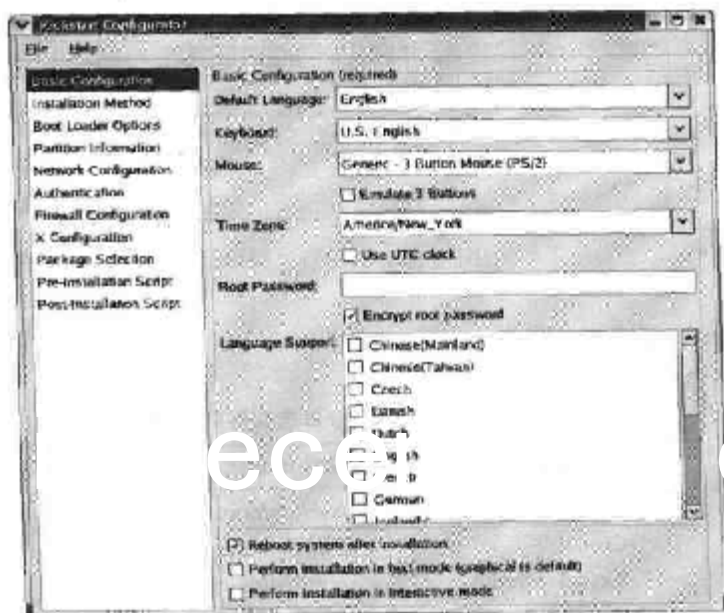 Kickstart Configurator
File Help
Basic Configuration
Installation Method
Boot Loader Options
Partition Information
Network Configuration
Authentication
Firewall Configuration
X Configuration
Package Selection
Pre-Installation Script
Post-Installation Script
Basic Configuration (required)
Default Language: English
Keyboard: U.S. English
Mouse: Generic - 3 Button Mouse (PS/2)
Emulate 3 Buttons
Time Zone: America/New_York
Use UTC clock
Root Password:
Encrypt root password
Language Support:
Chinese(Mainland)
Chinese(Taiwan)
Czech
Danish
Dutch
English
German
Reboot system after installation
Perform installation in text mode (graphical is default)
Perform installation in interactive mode